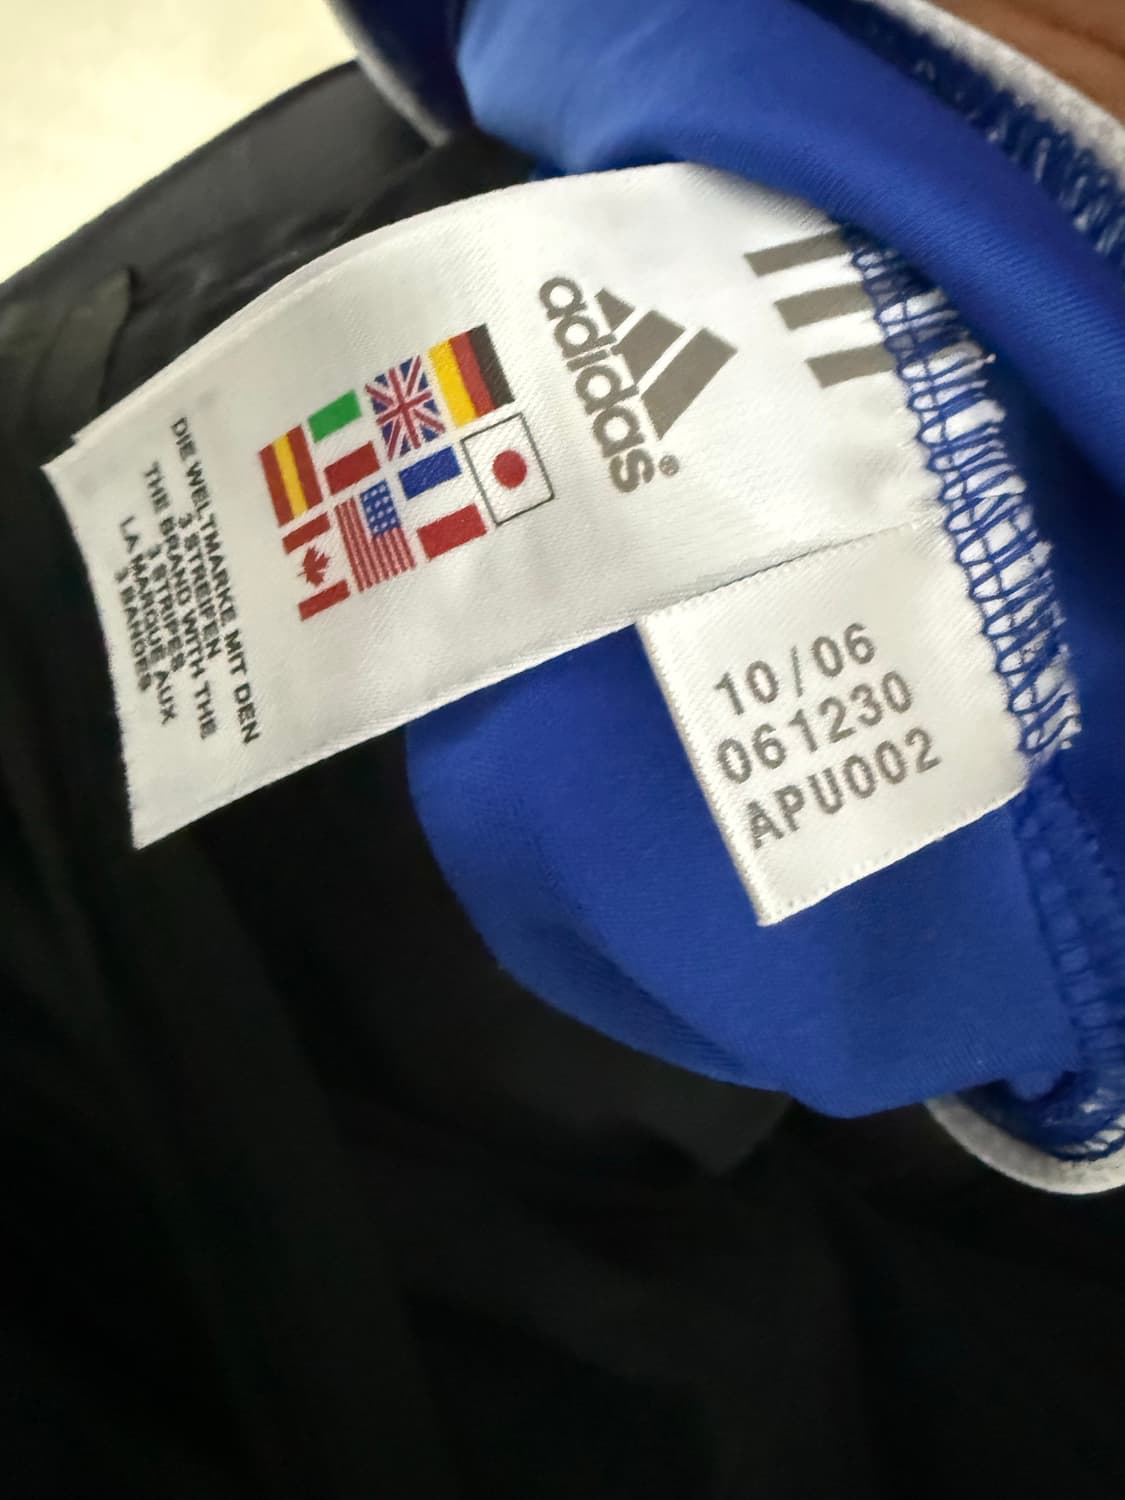 adidas®
DIE WELTMARKE MIT DEN
3 STREIFEN
THE BRAND WITH THE
3 STRIPES
LA MARQUE AUX
3 BANDES
10/06
061230
APU002